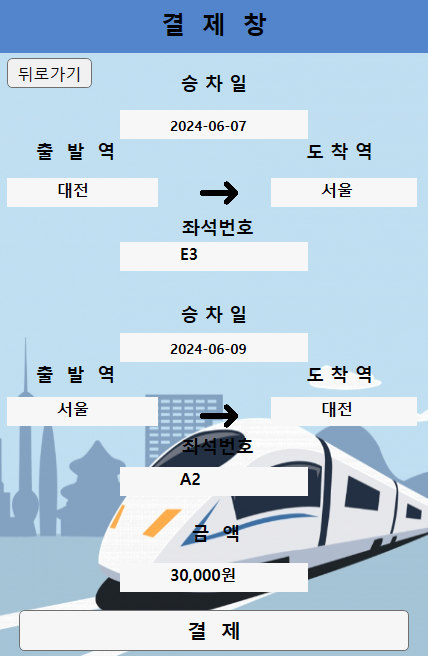 결 제 창
뒤로가기
승 차 일
2024-06-07
출 발 역 도 착 역
대전 → 서울
좌석번호
E3
승 차 일
2024-06-09
출 발 역 도 착 역
서울 → 대전
좌석번호
A2
금 액
30,000원
결 제